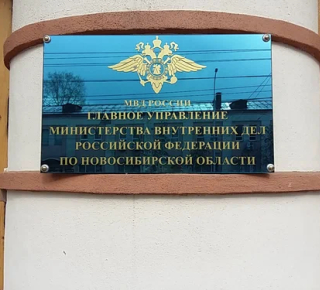 МВД РОССИИ
ГЛАВНОЕ УПРАВЛЕНИЕ
МИНИСТЕРСТВА ВНУТРЕННИХ ДЕЛ
РОССИЙСКОЙ ФЕДЕРАЦИИ
ПО НОВОСИБИРСКОЙ ОБЛАСТИ